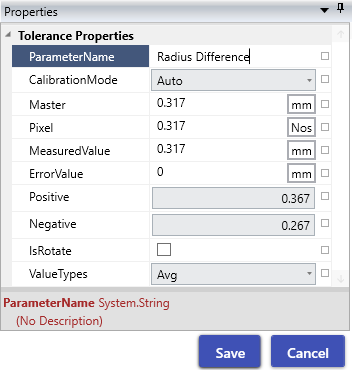 Properties
Tolerance Properties
ParameterName Radius Difference
CalibrationMode Auto
Master 0.317 mm
Pixel 0.317 Nos
MeasuredValue 0.317 mm
ErrorValue 0 mm
Positive 0.367
Negative 0.267
IsRotate
ValueTypes Avg
ParameterName System.String
(No Description)
Save Cancel